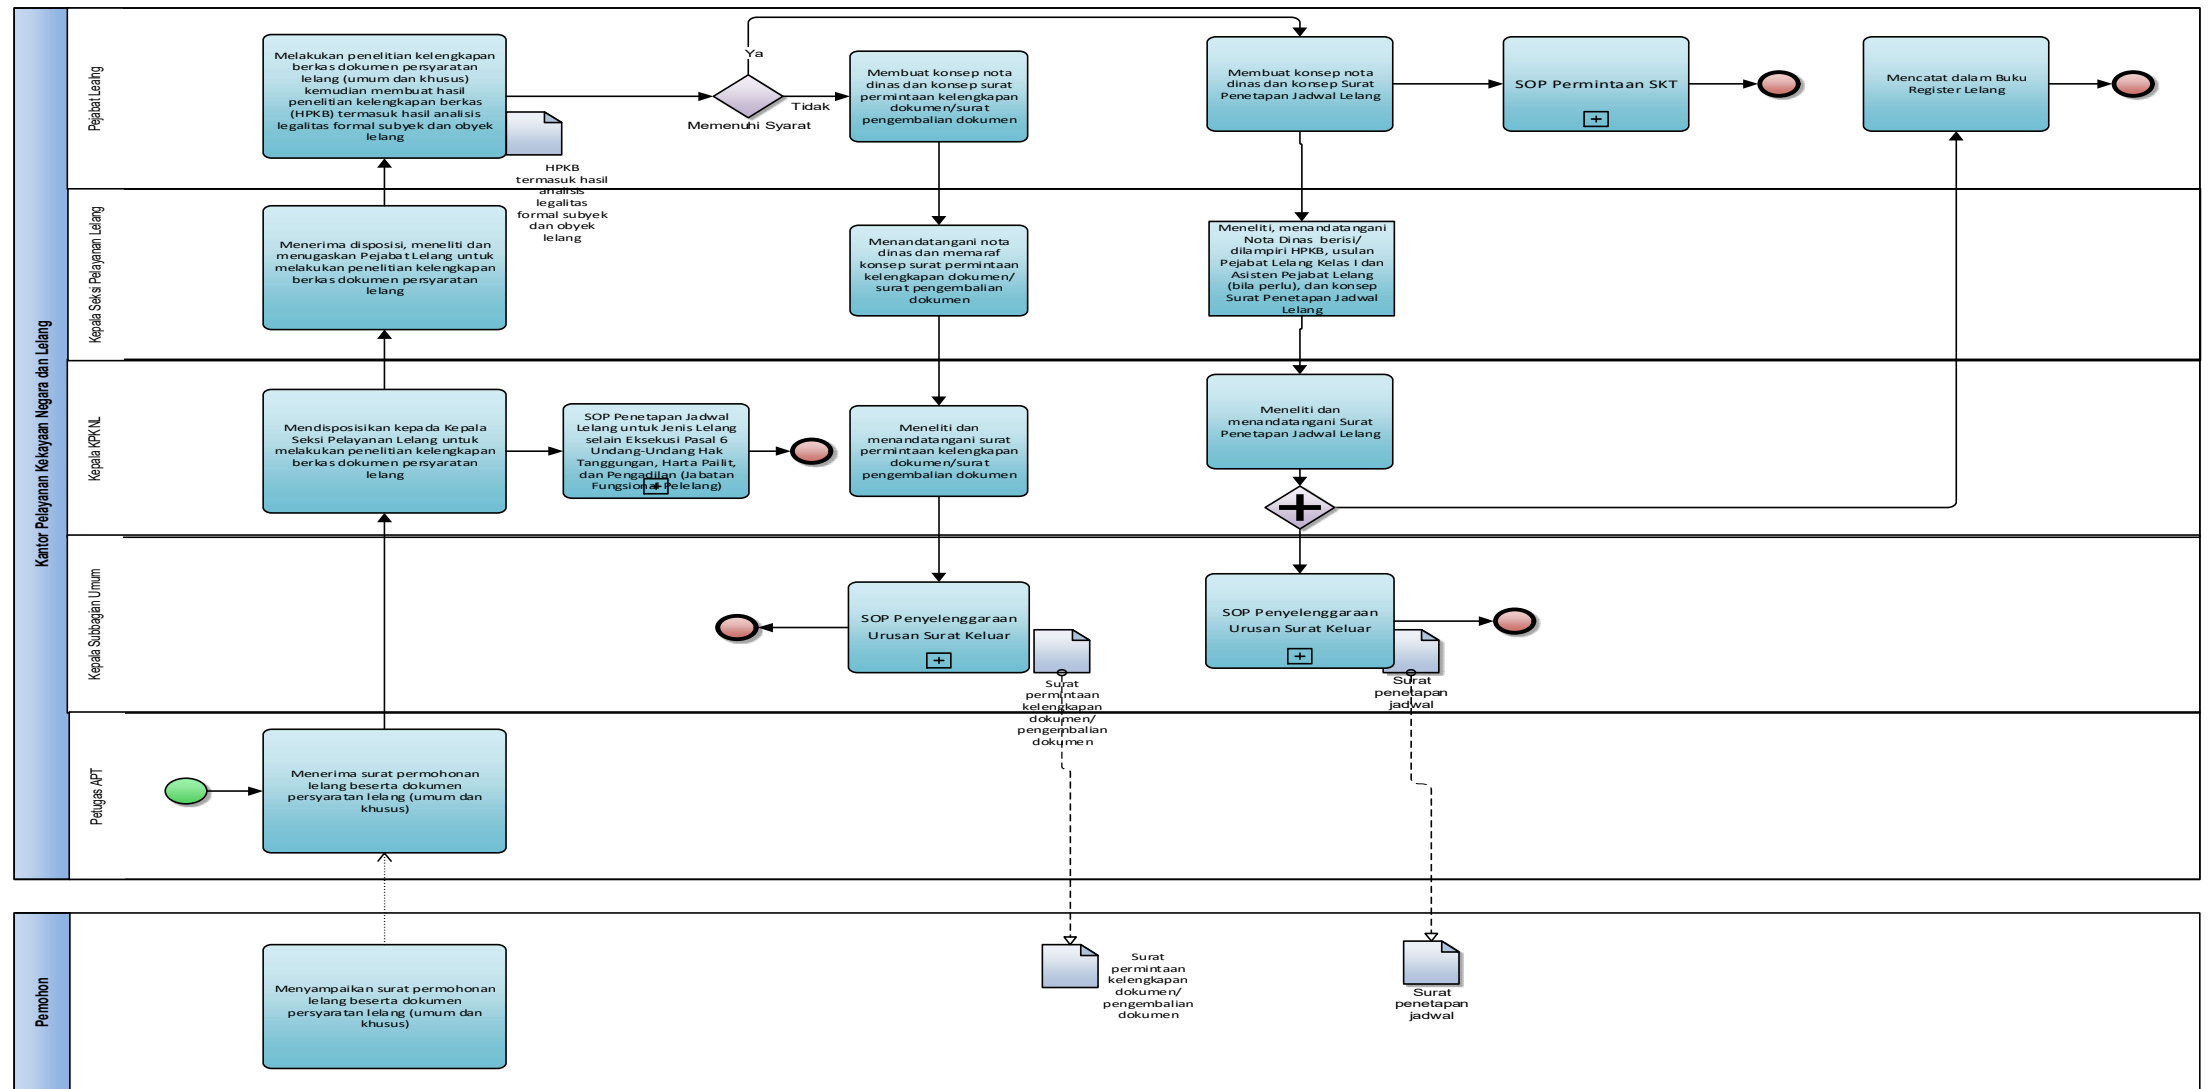 Kantor Pelayanan Kekayaan Negara dan Lelang
Pejabat Lealng
Melakukan penelitian kelengkapan
berkas dokumen persyaratan
lelang (umum dan khusus)
kemudian membuat hasil
penelitian kelengkapan berkas
(HPKB) termasuk hasil analisis
legalitas formal subyek dan obyek
lelang
HPKB
termasuk hasil
analisis
legalitas
formal subyek
dan obyek
lelang
Ya
Tidak
Memenuhi Syarat
Membuat konsep nota
dinas dan konsep surat
permintaan kelengkapan
dokumen/surat
pengembalian dokumen
Membuat konsep nota
dinas dan konsep Surat
Penetapan Jadwal Lelang
SOP Permintaan SKT
Mencatat dalam Buku
Register Lelang
Kepala Seksi Pelayanan Lelang
Menerima disposisi, meneliti dan
menugaskan Pejabat Lelang untuk
melakukan penelitian kelengkapan
berkas dokumen persyaratan
lelang
Menandatangani nota
dinas dan memaraf
konsep surat permintaan
kelengkapan dokumen/
surat pengembalian
dokumen
Meneliti, menandatangani
Nota Dinas berisi/
dilampiri HPKB, usulan
Pejabat Lelang Kelas I dan
Asisten Pejabat Lelang
(bila perlu), dan konsep
Surat Penetapan Jadwal
Lelang
Kepala KPKNL
Mendisposisikan kepada Kepala
Seksi Pelayanan Lelang untuk
melakukan penelitian kelengkapan
berkas dokumen persyaratan
lelang
SOP Penetapan Jadwal
Lelang untuk Jenis Lelang
selain Eksekusi Pasal 6
Undang-Undang Hak
Tanggungan, Harta Pailit,
dan Pengadilan (Jabatan
Fungsional Pelelang)
Meneliti dan
menandatangani surat
permintaan kelengkapan
dokumen/surat
pengembalian dokumen
Meneliti dan
menandatangani Surat
Penetapan Jadwal Lelang
Kepala Subbagian Umum
SOP Penyelenggaraan
Urusan Surat Keluar
Surat
permintaan
kelengkapan
dokumen/
pengembalian
dokumen
SOP Penyelenggaraan
Urusan Surat Keluar
Surat
penetapan
jadwal
Petugas APT
Menerima surat permohonan
lelang beserta dokumen
persyaratan lelang (umum dan
khusus)
Pemohon
Menyampaikan surat permohonan
lelang beserta dokumen
persyaratan lelang (umum dan
khusus)
Surat
permintaan
kelengkapan
dokumen/
pengembalian
dokumen
Surat
penetapan
jadwal